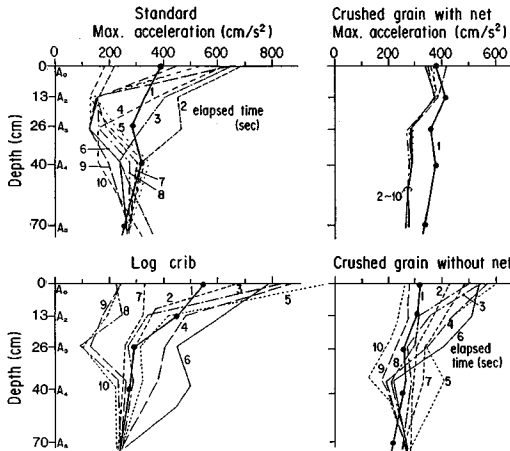 Standard
Max. acceleration (cm/s²)
0 200 400 600 800
Depth (cm)
0 A₀
13 A₂
26
40 A₄
70
1
2
3
4
5
6
7
8
9
10
elapsed time
(sec)
Crushed grain with net
Max. acceleration (cm/s²)
0 200 400 600
1
2~10
Log crib
Depth (cm)
0 A₀
13 A₂
26
40 A₄
70
1
2
3
4
5
6
7
8
9
10
Crushed grain without net
1
2
3
4
5
6
7
8
9
10
elapsed
time (sec)